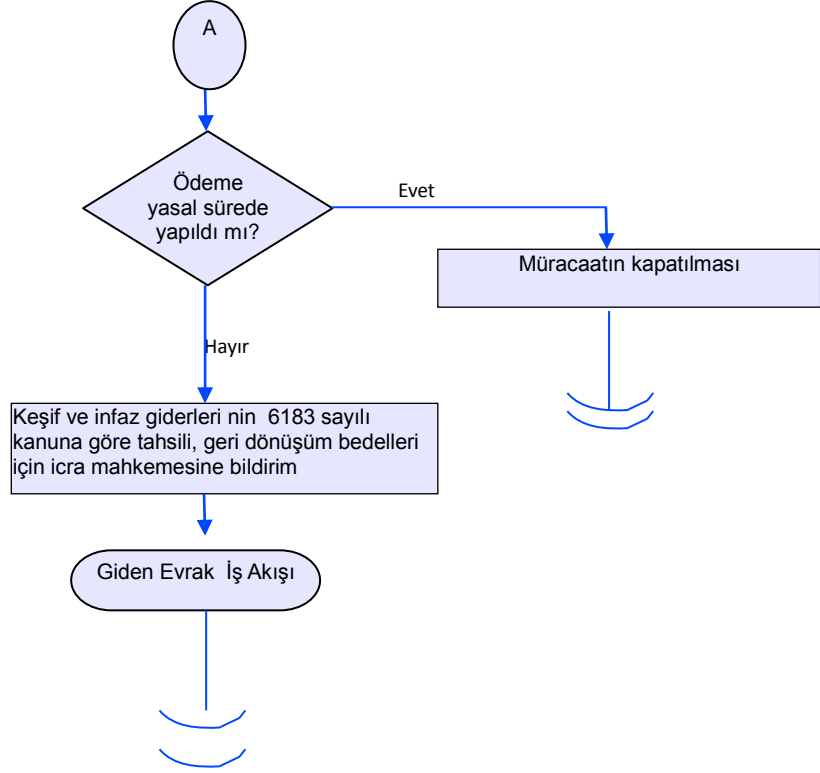 A
Ödeme
yasal sürede
yapıldı mı?
Evet
Müracaatın kapatılması
Hayır
Keşif ve infaz giderleri nin  6183 sayılı
kanuna göre tahsili, geri dönüşüm bedelleri
için icra mahkemesine bildirim
Giden Evrak  İş Akışı